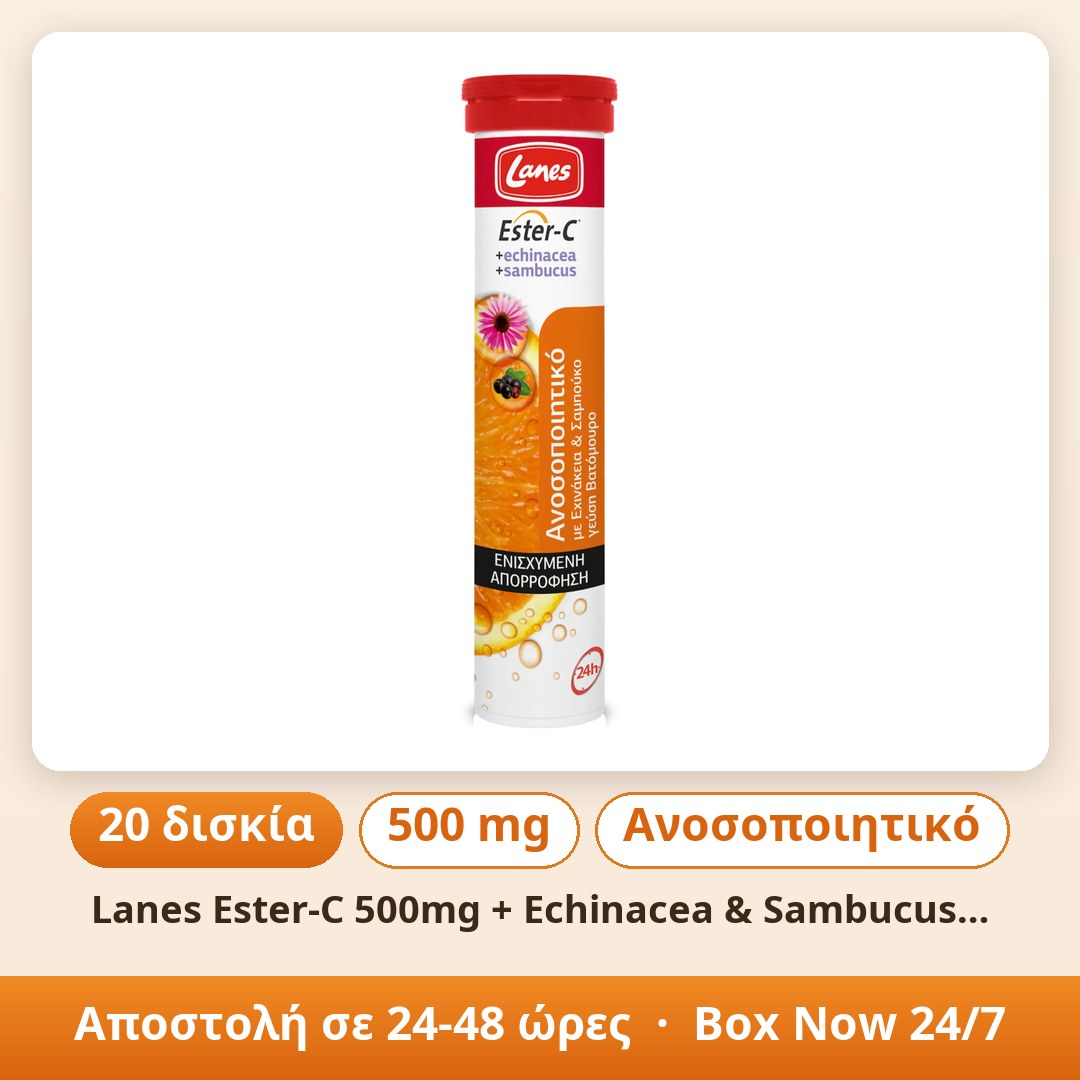 Lanes
Ester-C
+echinacea
+sambucus
Ανοσοποιητικό
με Εχινάκεια & Σαμπούκο
γεύση Βατόμουρο
ΕΝΙΣΧΥΜΕΝΗ
ΑΠΟΡΡΟΦΗΣΗ
24h
20 δισκία
500 mg
Ανοσοποιητικό
Lanes Ester-C 500mg + Echinacea & Sambucus...
Αποστολή σε 24-48 ώρες · Box Now 24/7